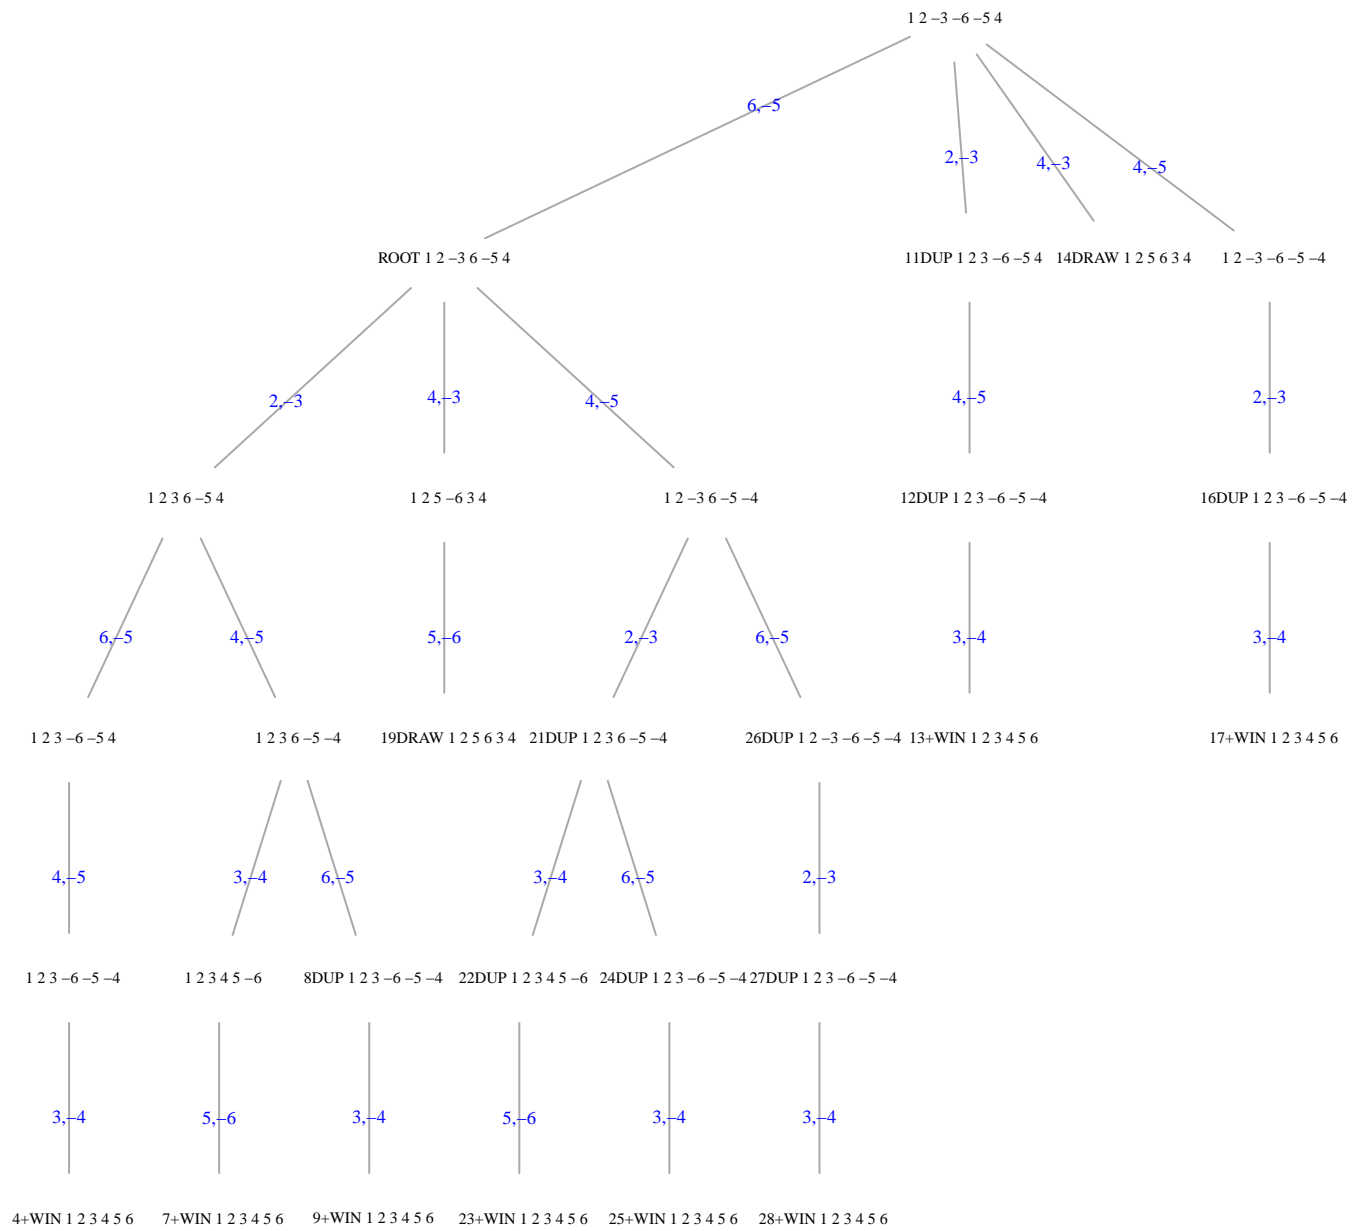 1 2 –3 –6 –5 4
6,–5
2,–3
4,–3
4,–5
ROOT 1 2 –3 6 –5 4
11DUP 1 2 3 –6 –5 4
14DRAW 1 2 5 6 3 4
1 2 –3 –6 –5 –4
2,–3
4,–3
4,–5
4,–5
2,–3
1 2 3 6 –5 4
1 2 5 –6 3 4
1 2 –3 6 –5 –4
12DUP 1 2 3 –6 –5 –4
16DUP 1 2 3 –6 –5 –4
6,–5
4,–5
5,–6
2,–3
6,–5
3,–4
3,–4
1 2 3 –6 –5 4
1 2 3 6 –5 –4
19DRAW 1 2 5 6 3 4
21DUP 1 2 3 6 –5 –4
26DUP 1 2 –3 –6 –5 –4
13+WIN 1 2 3 4 5 6
17+WIN 1 2 3 4 5 6
4,–5
3,–4
6,–5
3,–4
6,–5
2,–3
1 2 3 –6 –5 –4
1 2 3 4 5 –6
8DUP 1 2 3 –6 –5 –4
22DUP 1 2 3 4 5 –6
24DUP 1 2 3 –6 –5 –4
27DUP 1 2 3 –6 –5 –4
3,–4
5,–6
3,–4
5,–6
3,–4
3,–4
4+WIN 1 2 3 4 5 6
7+WIN 1 2 3 4 5 6
9+WIN 1 2 3 4 5 6
23+WIN 1 2 3 4 5 6
25+WIN 1 2 3 4 5 6
28+WIN 1 2 3 4 5 6